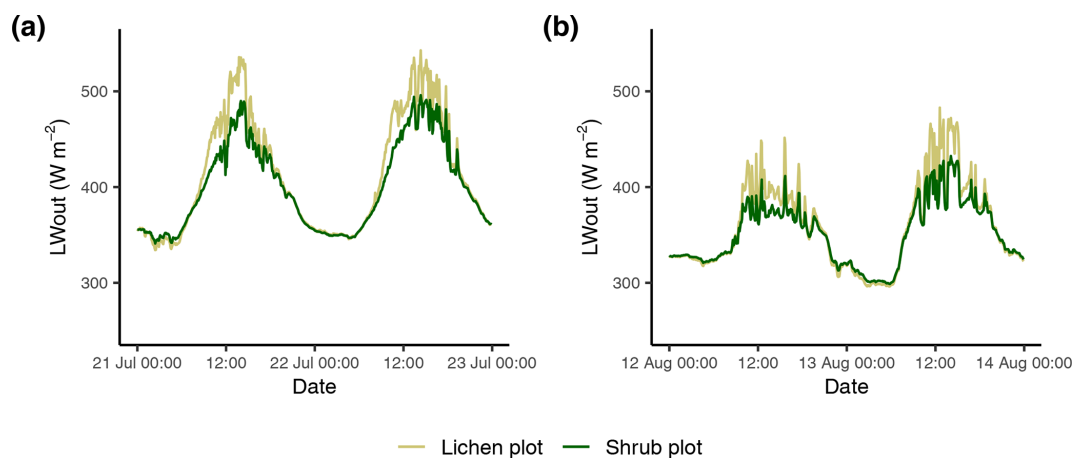 (a)
LWout (W m⁻²)
500
400
300
21 Jul 00:00 12:00 22 Jul 00:00 12:00 23 Jul 00:00
Date
(b)
LWout (W m⁻²)
500
400
300
12 Aug 00:00 12:00 13 Aug 00:00 12:00 14 Aug 00:00
Date
Lichen plot Shrub plot